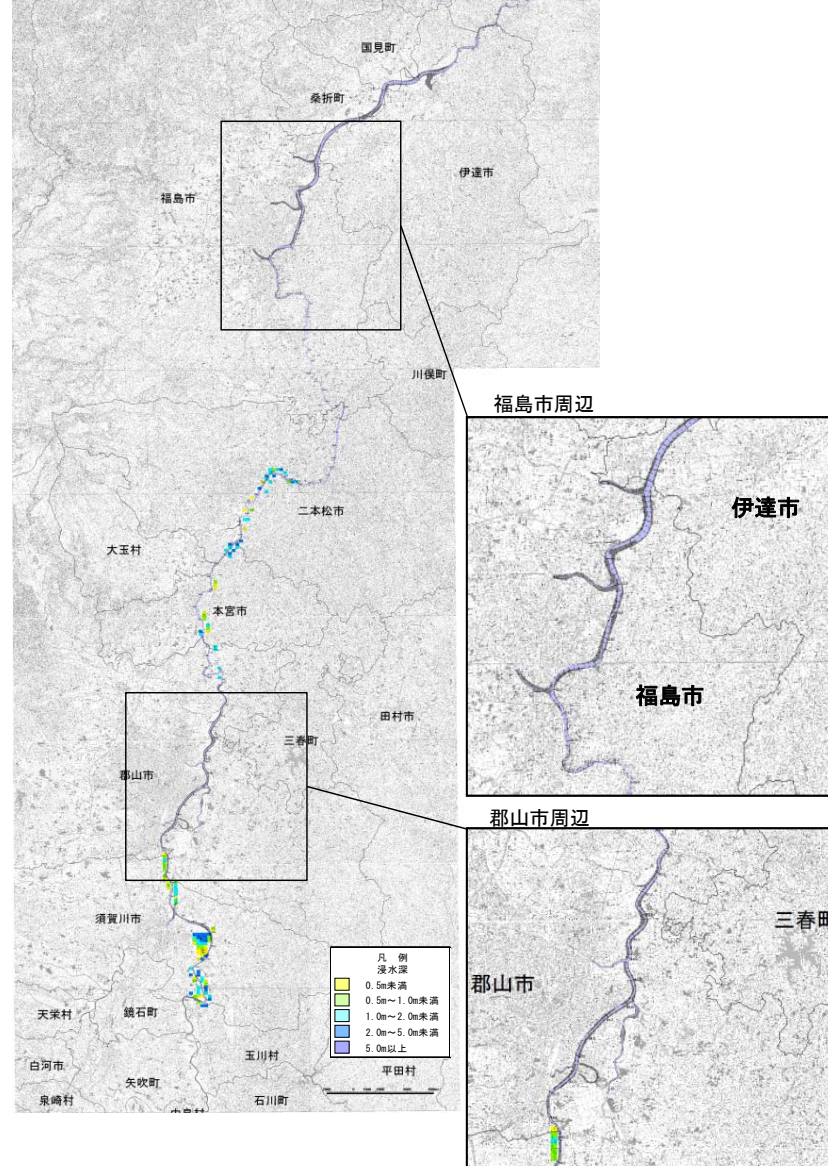 国見町
桑折町
伊達市
福島市
川俣町
福島市周辺
伊達市
福島市
二本松市
大玉村
本宮市
田村市
三春町
郡山市
郡山市周辺
三春町
郡山市
須賀川市
凡 例
浸水深
0.5m未満
0.5m～1.0m未満
1.0m～2.0m未満
2.0m～5.0m未満
5.0m以上
天栄村
鏡石町
玉川村
白河市
平田村
矢吹町
泉崎村
石川町